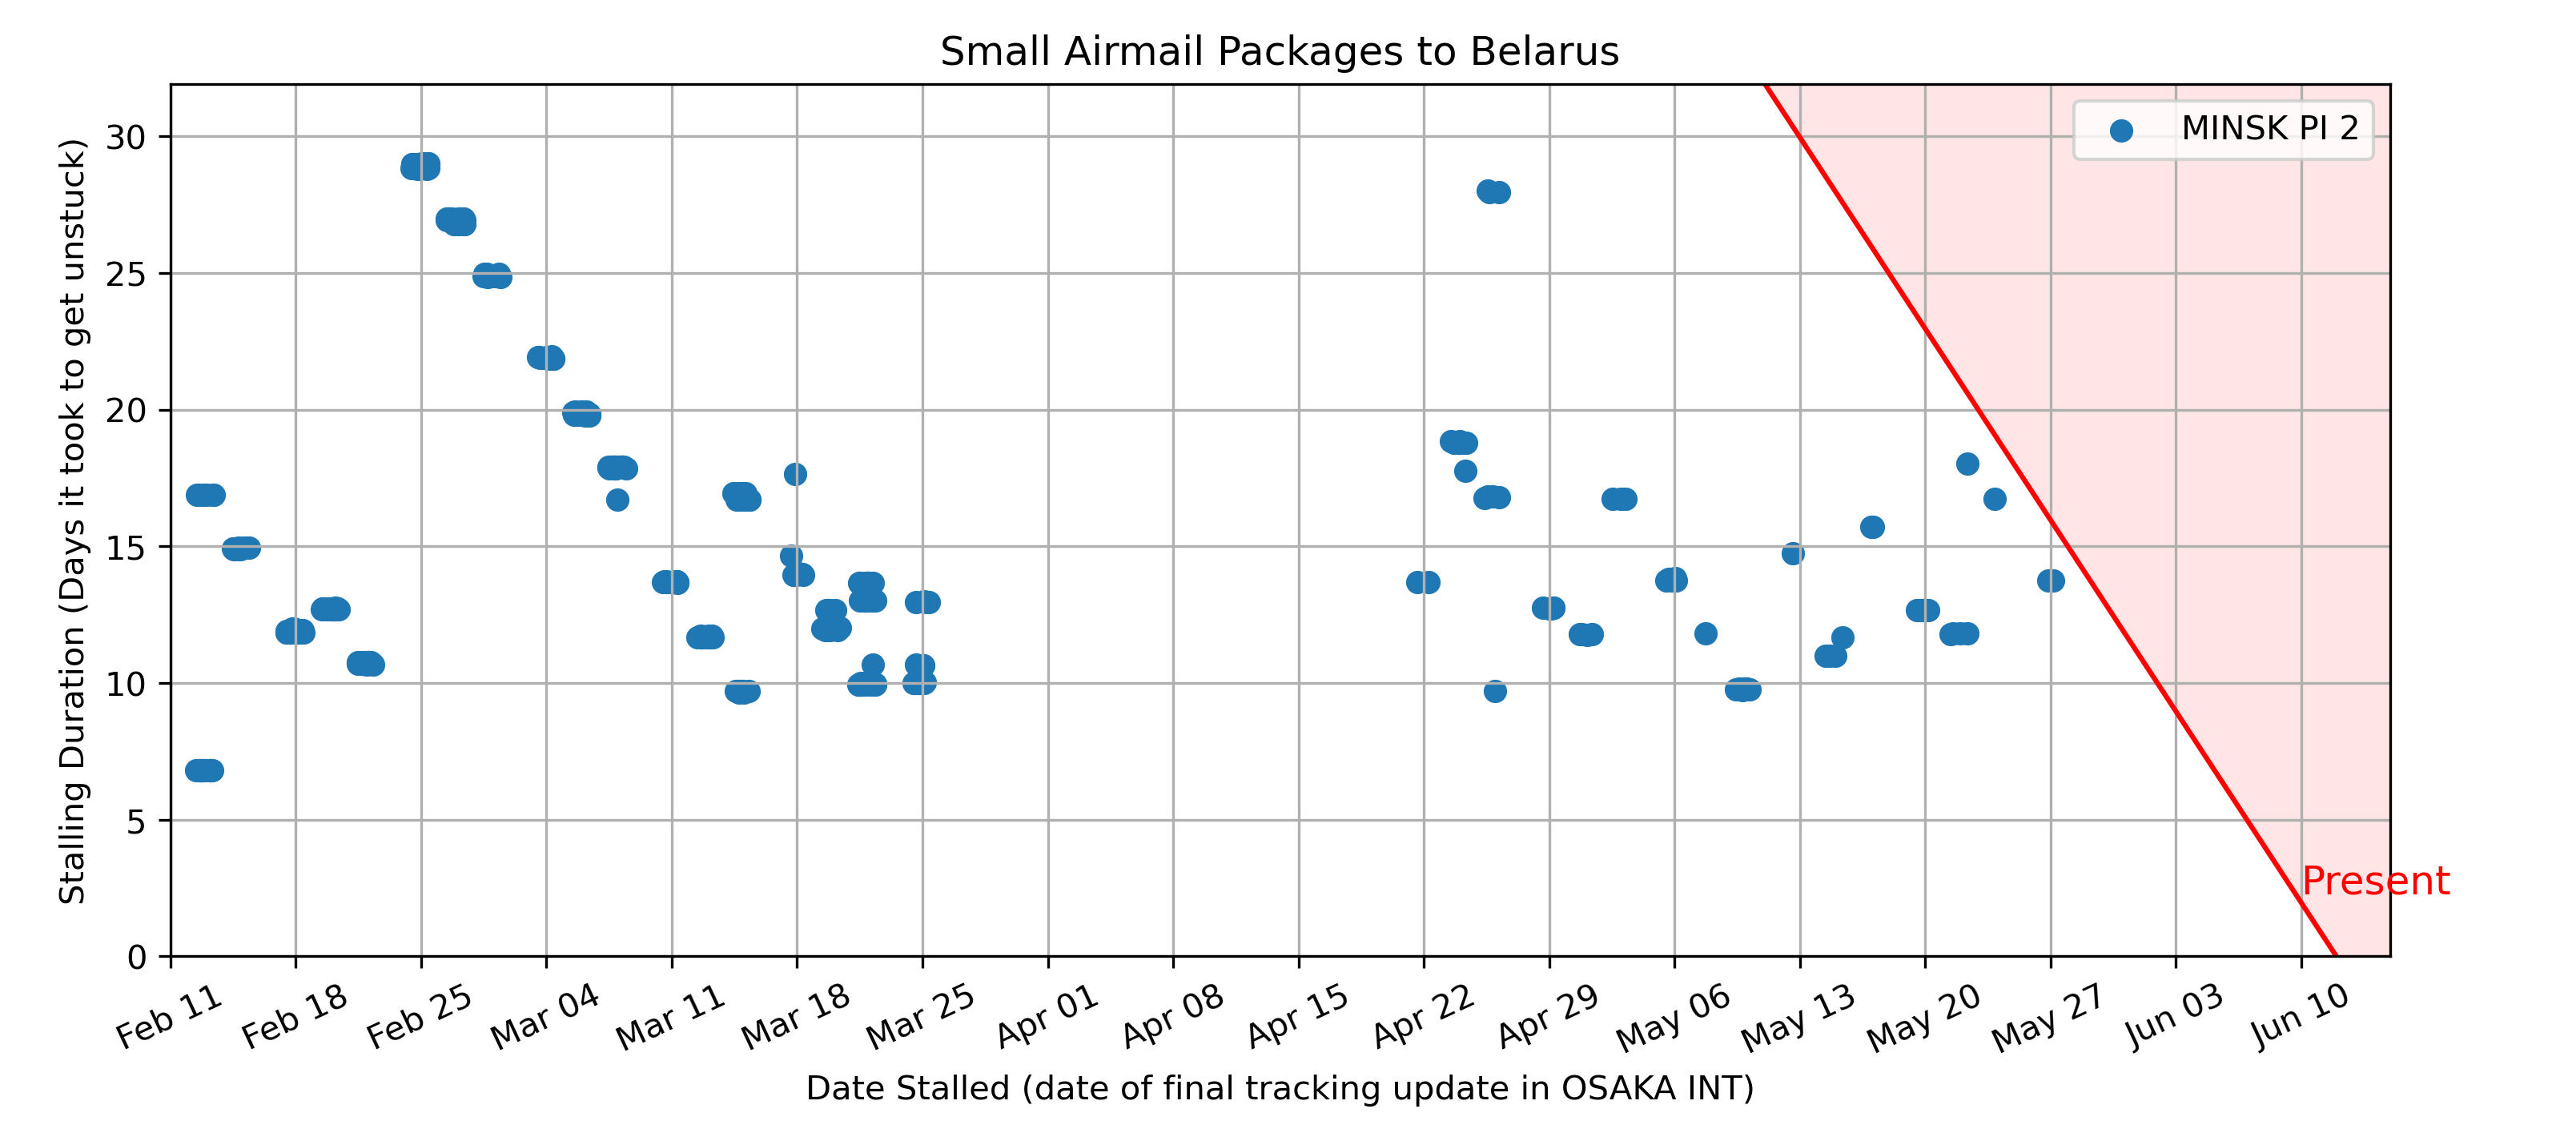 Small Airmail Packages to Belarus
MINSK PI 2
Stalling Duration (Days it took to get unstuck)
30
25
20
15
10
5
0
Present
Feb 11
Feb 18
Feb 25
Mar 04
Mar 11
Mar 18
Mar 25
Apr 01
Apr 08
Apr 15
Apr 22
Apr 29
May 06
May 13
May 20
May 27
Jun 03
Jun 10
Date Stalled (date of final tracking update in OSAKA INT)